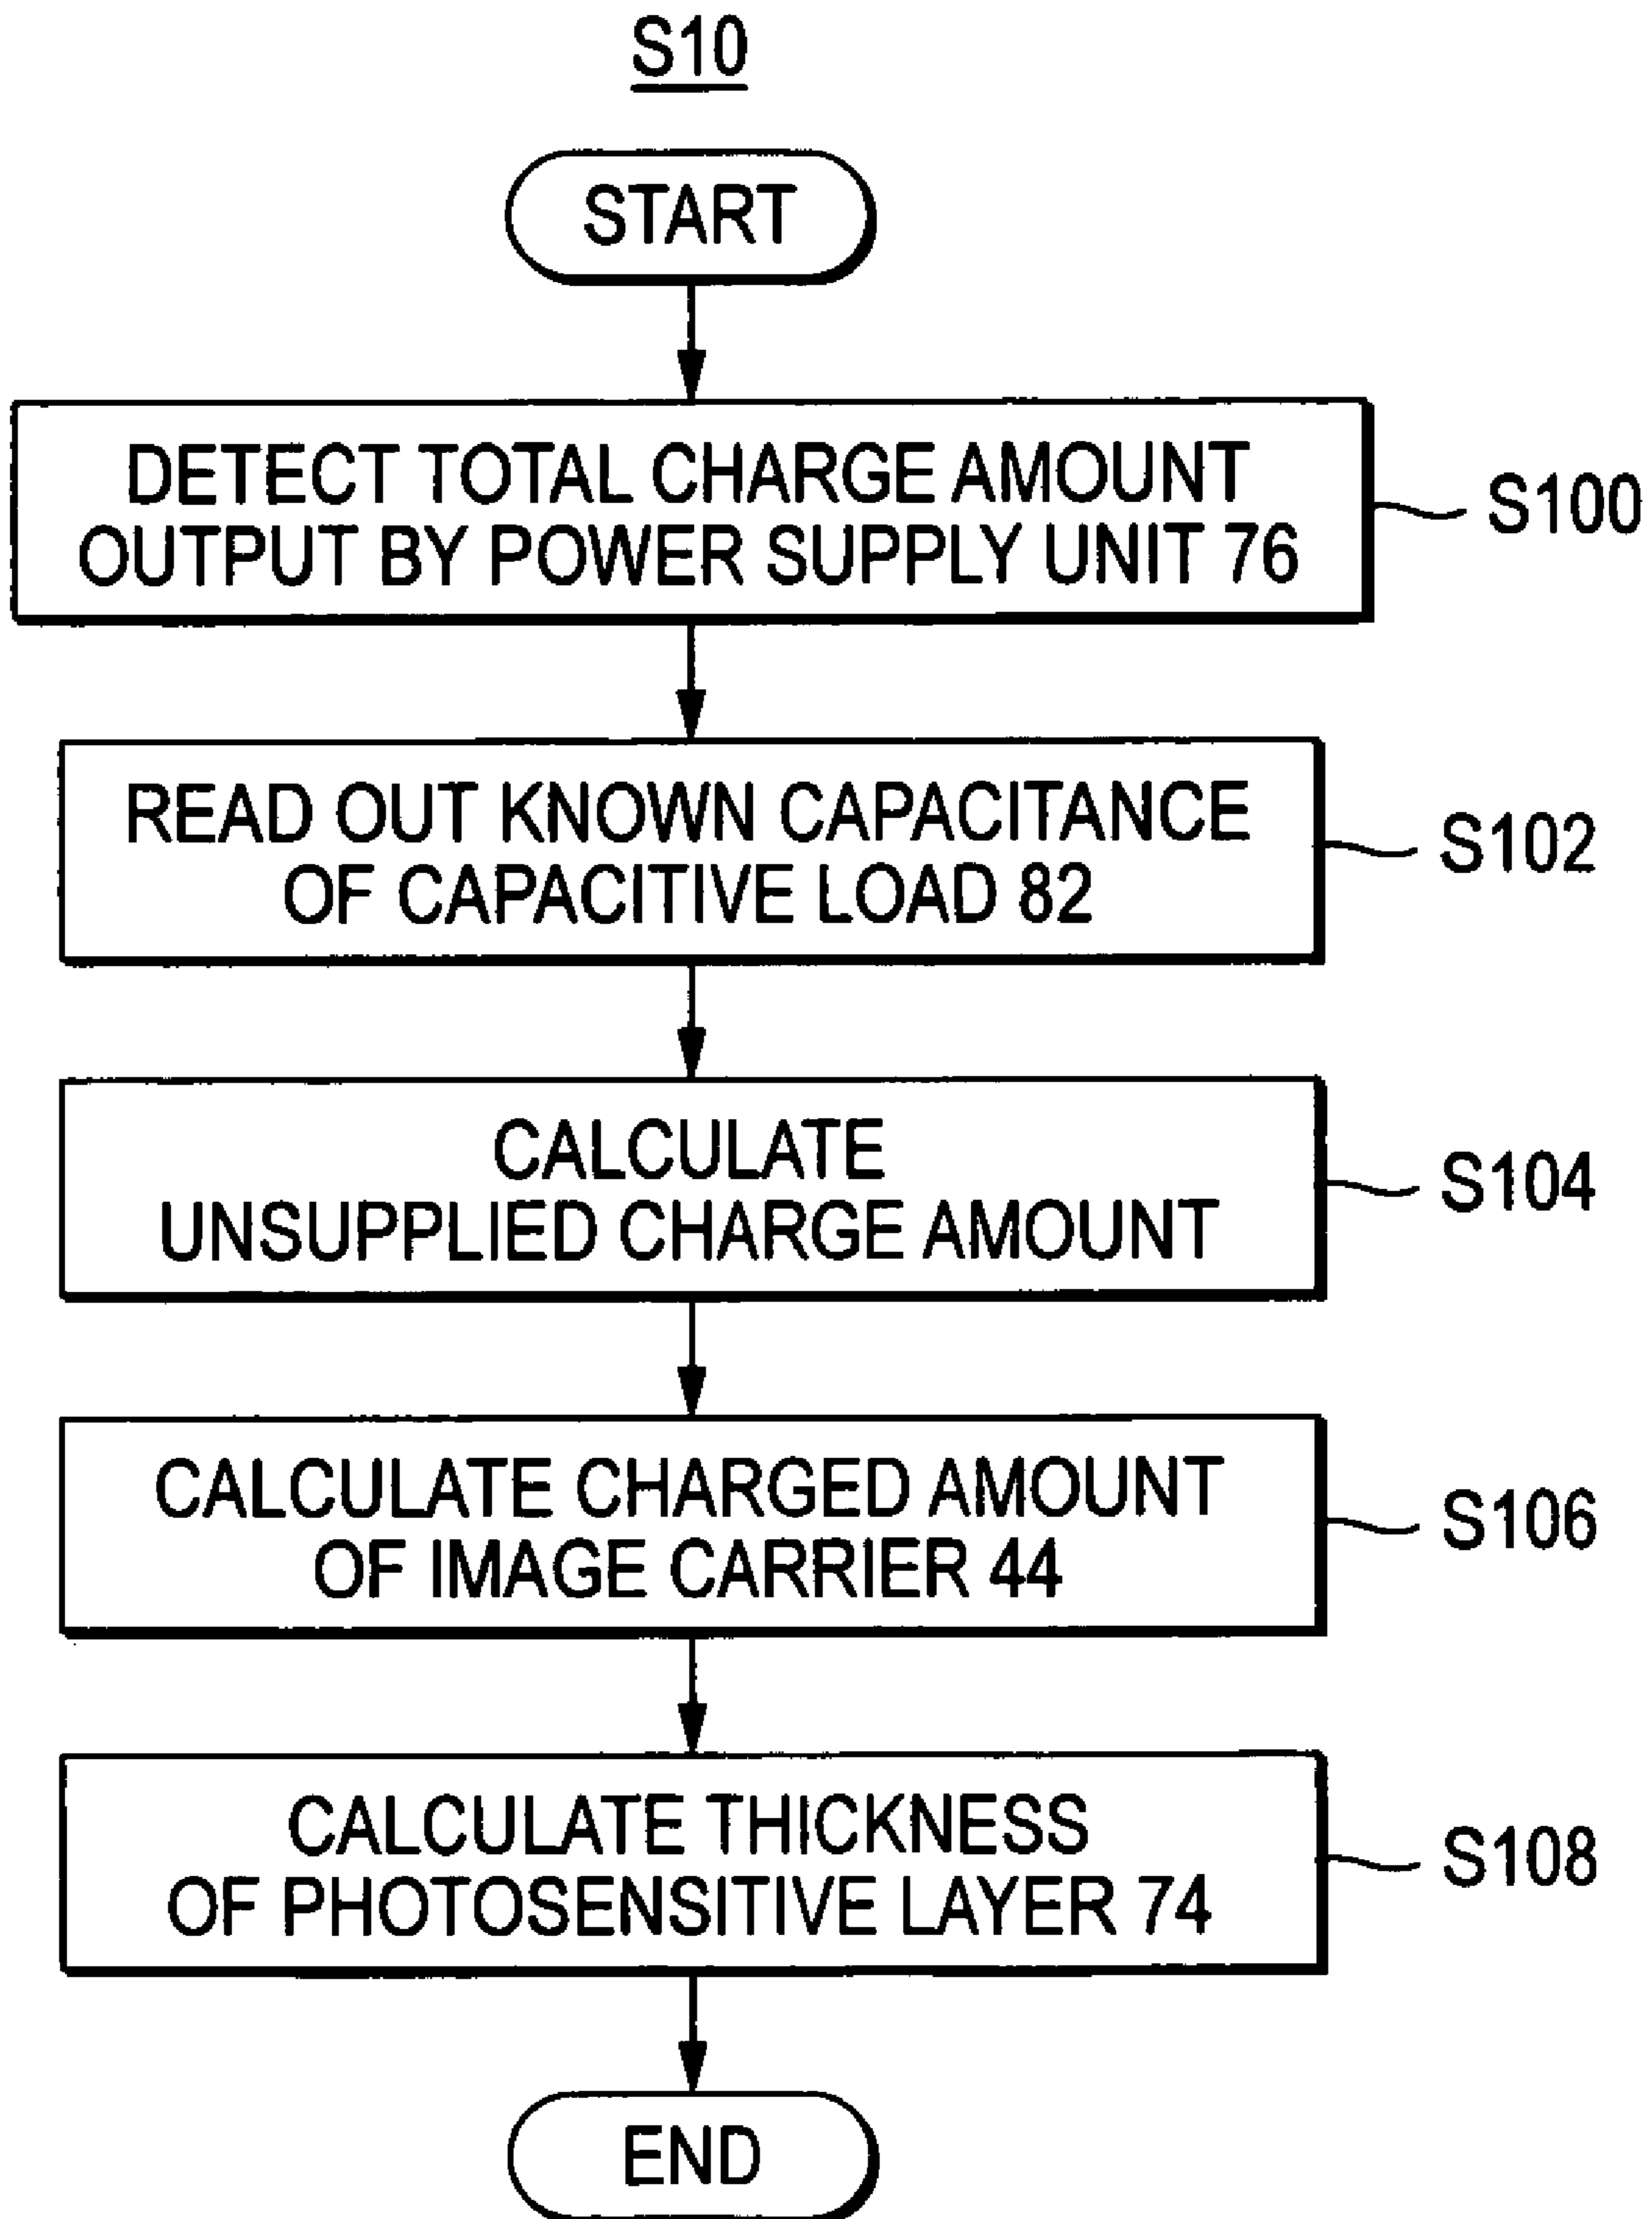 S10
START
DETECT TOTAL CHARGE AMOUNT
OUTPUT BY POWER SUPPLY UNIT 76
S100
READ OUT KNOWN CAPACITANCE
OF CAPACITIVE LOAD 82
S102
CALCULATE
UNSUPPLIED CHARGE AMOUNT
S104
CALCULATE CHARGED AMOUNT
OF IMAGE CARRIER 44
S106
CALCULATE THICKNESS
OF PHOTOSENSITIVE LAYER 74
S108
END